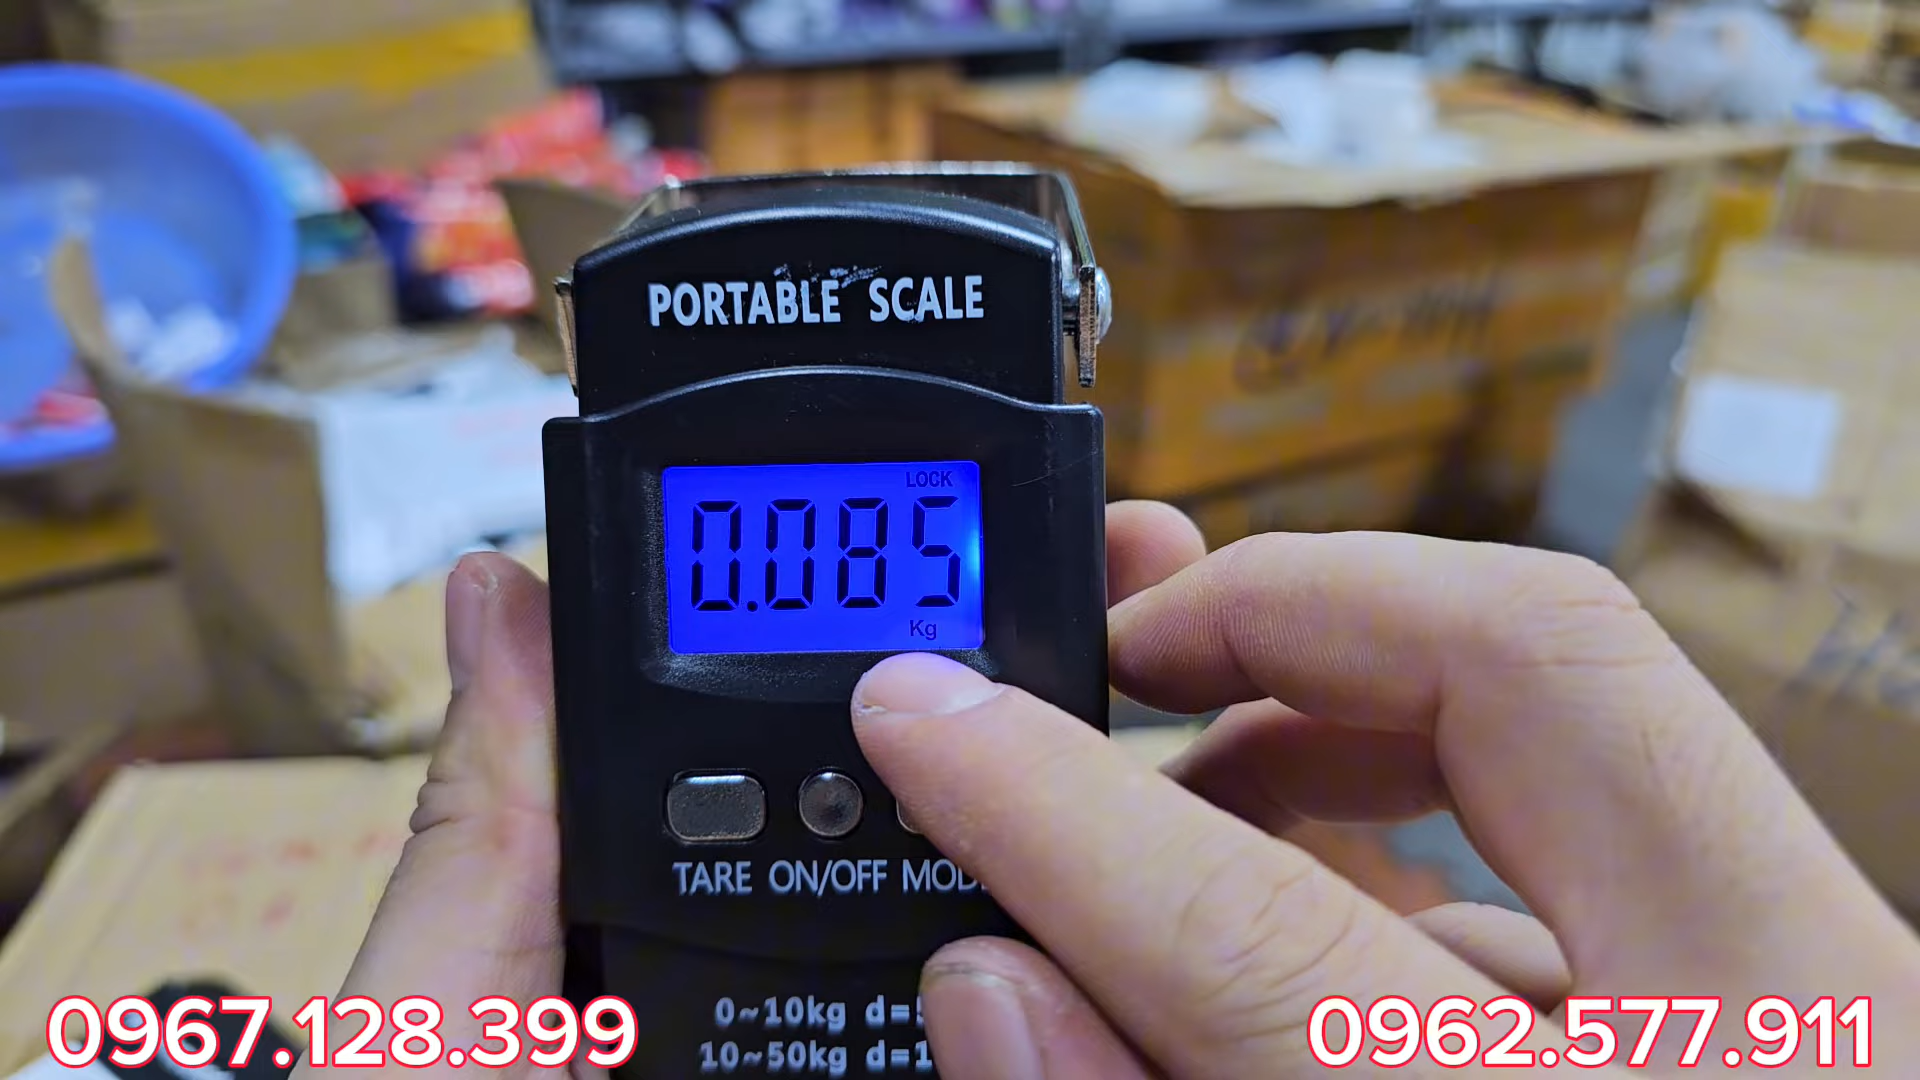 PORTABLE SCALE
LOCK
0.085
Kg
TARE ON/OFF
0~10kg
10~50kg
0967.128.399
0962.577.911